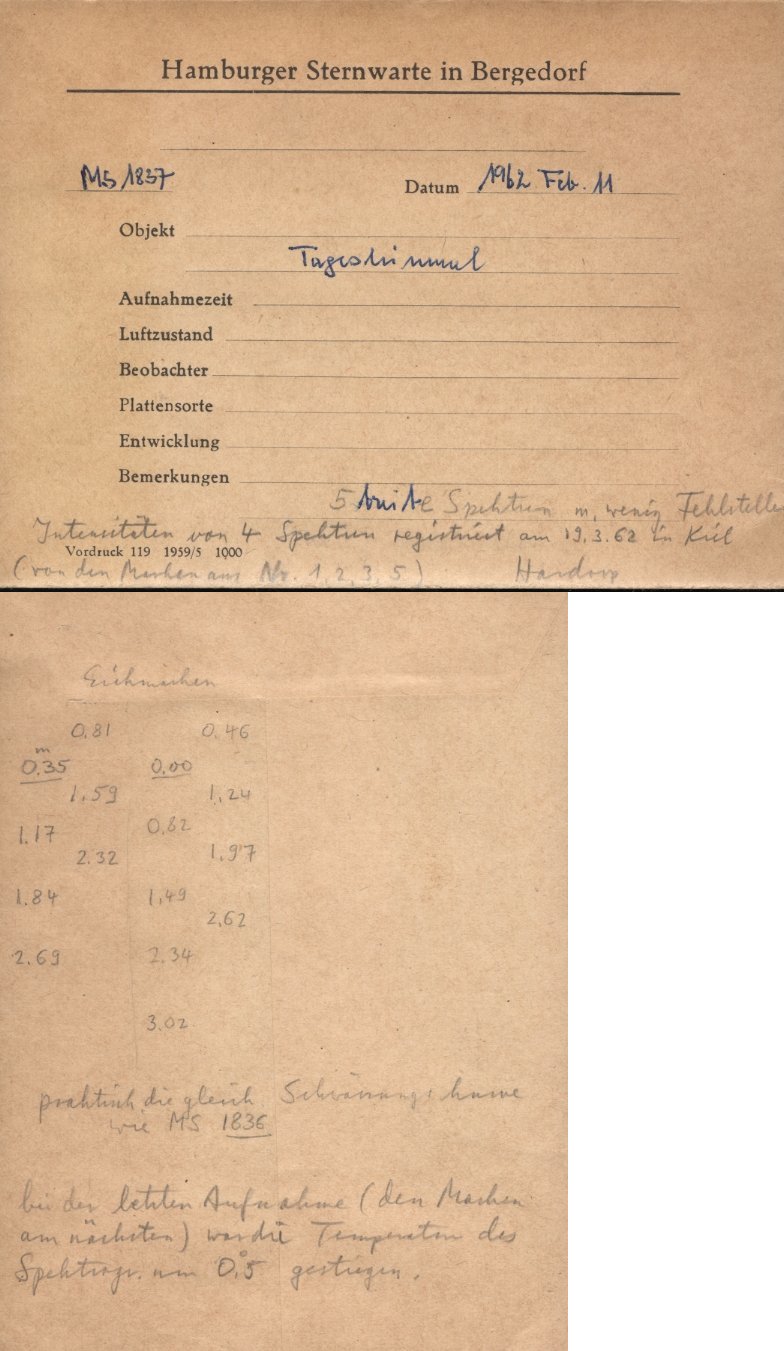 Hamburger Sternwarte in Bergedorf
MS 1837 Datum 1962 Feb. 11
Objekt
Tageshimmel
Aufnahmezeit
Luftzustand
Beobachter
Plattensorte
Entwicklung
Bemerkungen
5 breite Spektren m. wenig Fehlstellen
Intensitäten von 4 Spektren registriert am 19.3.62 in Kiel
Vordruck 119 1959/5 1000
(von den Marken aus Nr. 1, 2, 3, 5) Hardorp
Eichmarken
0.81 0.46
0.35 m 0.00
1.59 1.24
1.17 0.82
2.32 1.97
1.84 1.49
2.62
2.69 2.34
3.02
praktisch die gleich. Schwärzungskurve
wie MS 1836
bei der letzten Aufnahme (den Marken
am nächsten) war die Temperatur des
Spektrogr. um 0°.5 gestiegen.